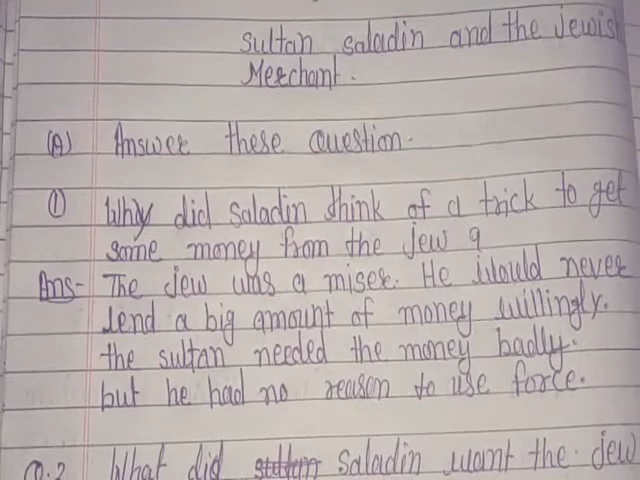 Sultan saladin and the Jewish
Merchant.
(A) Answer these Question.
① Why did saladin think of a trick to get
some money from the jew ?
Ans- The jew was a miser. He would never
lend a big amount of money willingly.
the sultan needed the money badly.
but he had no reason to use force.
Q.2 What did saladin want the jew